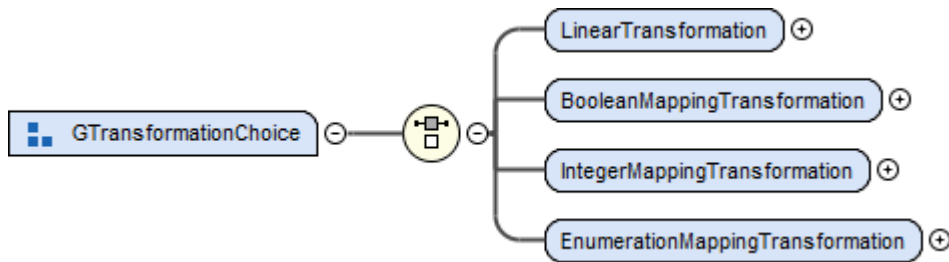 LinearTransformation
BooleanMappingTransformation
GTransformationChoice
IntegerMappingTransformation
EnumerationMappingTransformation